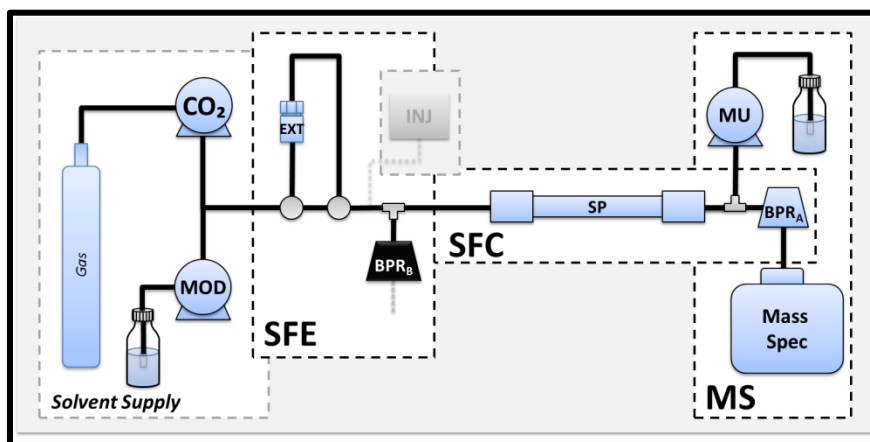 CO₂
Gas
MOD
Solvent Supply
EXT
SFE
INJ
BPR_B
SP
SFC
MU
BPR_A
Mass
Spec
MS